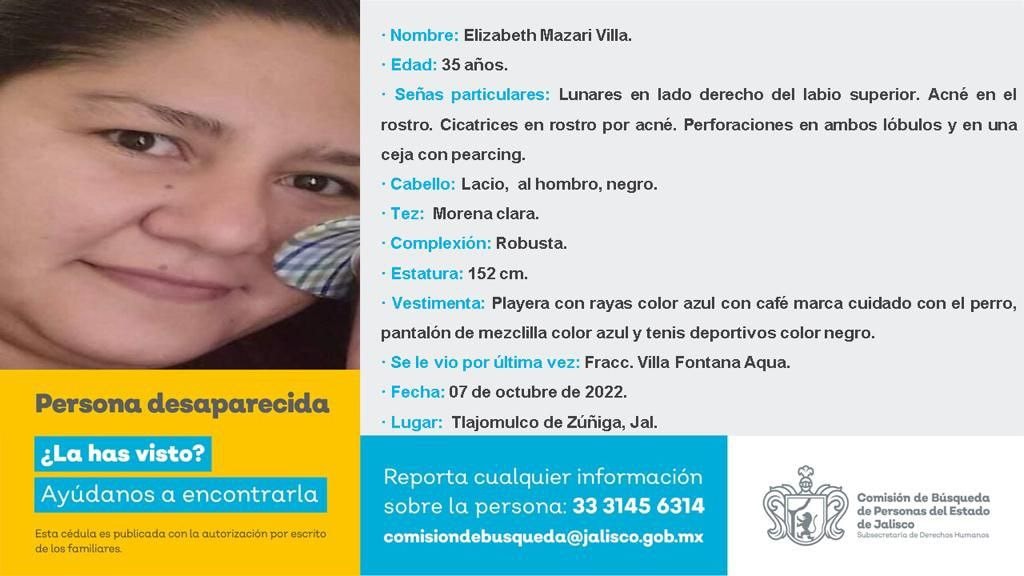 · Nombre: Elizabeth Mazari Villa.
· Edad: 35 años.
· Señas particulares: Lunares en lado derecho del labio superior. Acné en el
rostro. Cicatrices en rostro por acné. Perforaciones en ambos lóbulos y en una
ceja con pearcing.
· Cabello: Lacio, al hombro, negro.
· Tez: Morena clara.
· Complexión: Robusta.
· Estatura: 152 cm.
· Vestimenta: Playera con rayas color azul con café marca cuidado con el perro,
pantalón de mezclilla color azul y tenis deportivos color negro.
· Se le vio por última vez: Fracc. Villa Fontana Aqua.
· Fecha: 07 de octubre de 2022.
· Lugar: Tlajomulco de Zúñiga, Jal.
Persona desaparecida
¿La has visto?
Ayúdanos a encontrarla
Esta cédula es publicada con la autorización por escrito
de los familiares.
Reporta cualquier información
sobre la persona: 33 3145 6314
comisiondebusqueda@jalisco.gob.mx
Comisión de Búsqueda
de Personas del Estado
de Jalisco
Subsecretaría de Derechos Humanos